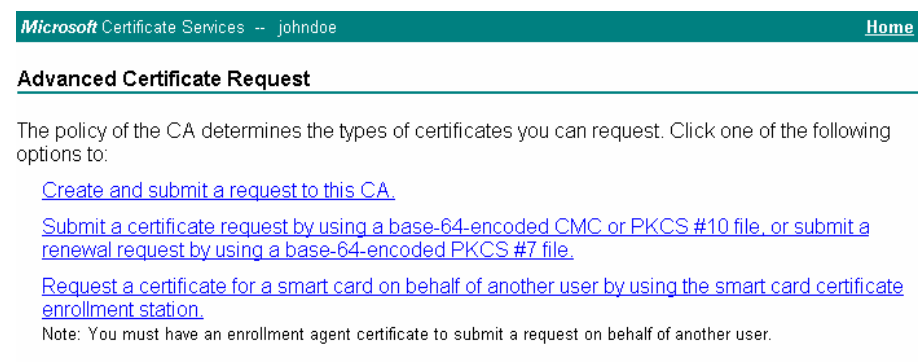 Microsoft Certificate Services -- johndoe Home
Advanced Certificate Request
The policy of the CA determines the types of certificates you can request. Click one of the following
options to:
Create and submit a request to this CA.
Submit a certificate request by using a base-64-encoded CMC or PKCS #10 file, or submit a
renewal request by using a base-64-encoded PKCS #7 file.
Request a certificate for a smart card on behalf of another user by using the smart card certificate
enrollment station.
Note: You must have an enrollment agent certificate to submit a request on behalf of another user.